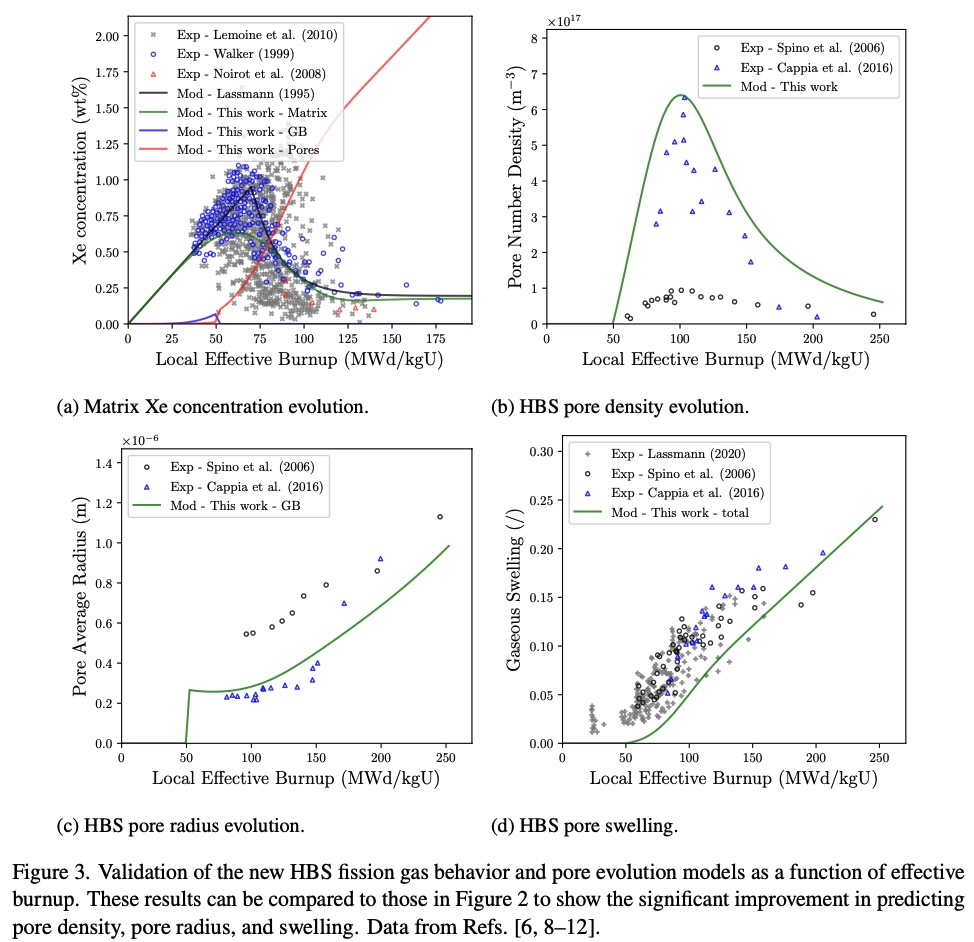 Exp - Lemoine et al. (2010)
Exp - Walker (1999)
Exp - Noirot et al. (2008)
Mod - Lassmann (1995)
Mod - This work - Matrix
Mod - This work - GB
Mod - This work - Pores
Xe concentration (wt%)
2.00
1.75
1.50
1.25
1.00
0.75
0.50
0.25
0.00
0 25 50 75 100 125 150 175
Local Effective Burnup (MWd/kgU)
(a) Matrix Xe concentration evolution.
×10¹⁷
Exp - Spino et al. (2006)
Exp - Cappia et al. (2016)
Mod - This work
Pore Number Density (m⁻³)
8
7
6
5
4
3
2
1
0
0 50 100 150 200 250
Local Effective Burnup (MWd/kgU)
(b) HBS pore density evolution.
×10⁻⁶
Exp - Spino et al. (2006)
Exp - Cappia et al. (2016)
Mod - This work - GB
Pore Average Radius (m)
1.4
1.2
1.0
0.8
0.6
0.4
0.2
0.0
0 50 100 150 200 250
Local Effective Burnup (MWd/kgU)
(c) HBS pore radius evolution.
Exp - Lassmann (2020)
Exp - Spino et al. (2006)
Exp - Cappia et al. (2016)
Mod - This work - total
Gaseous Swelling (/)
0.30
0.25
0.20
0.15
0.10
0.05
0.00
0 50 100 150 200 250
Local Effective Burnup (MWd/kgU)
(d) HBS pore swelling.
Figure 3. Validation of the new HBS fission gas behavior and pore evolution models as a function of effective
burnup. These results can be compared to those in Figure 2 to show the significant improvement in predicting
pore density, pore radius, and swelling. Data from Refs. [6, 8–12].